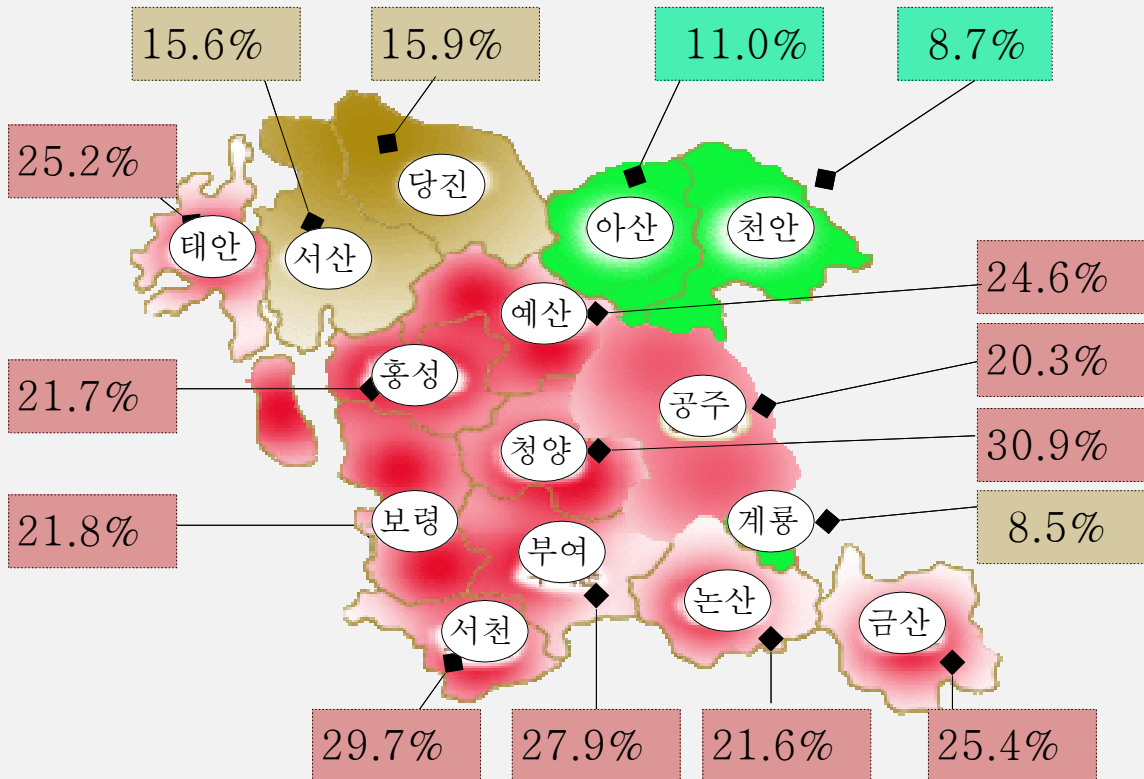 15.6%
15.9%
11.0%
8.7%
25.2%
당진
태안
서산
아산
천안
24.6%
예산
20.3%
홍성
21.7%
공주
30.9%
청양
8.5%
21.8%
보령
계룡
부여
논산
서천
금산
29.7%
27.9%
21.6%
25.4%